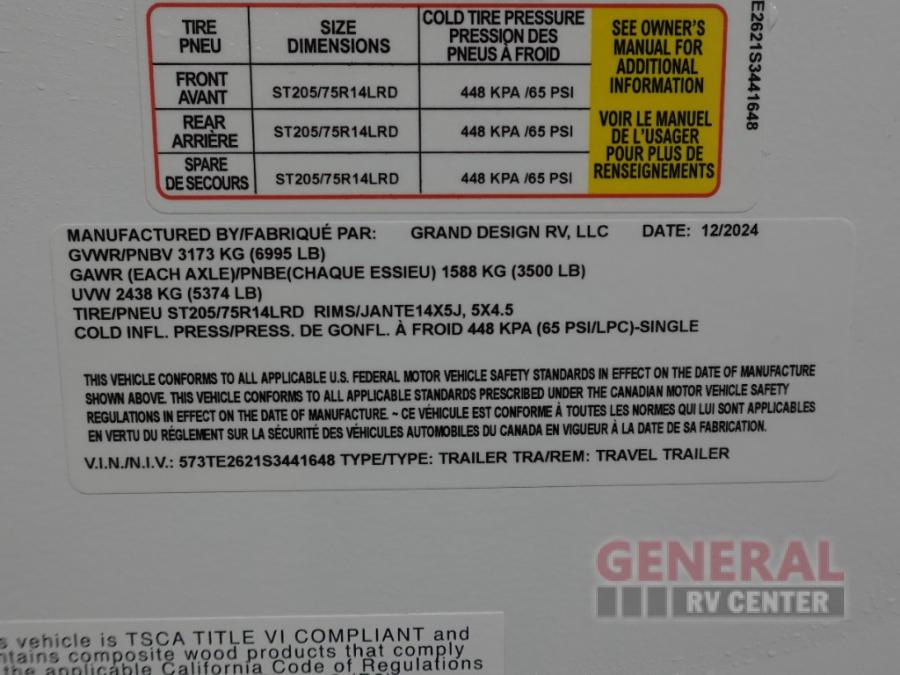 TIRE PNEU SIZE DIMENSIONS COLD TIRE PRESSURE PRESSION DES PNEUS À FROID
FRONT AVANT ST205/75R14LRD 448 KPA /65 PSI
REAR ARRIÈRE ST205/75R14LRD 448 KPA /65 PSI
SPARE DE SECOURS ST205/75R14LRD 448 KPA /65 PSI
SEE OWNER'S
MANUAL FOR
ADDITIONAL
INFORMATION
VOIR LE MANUEL
DE L'USAGER
POUR PLUS DE
RENSEIGNEMENTS
E2621S3441648
MANUFACTURED BY/FABRIQUÉ PAR: GRAND DESIGN RV, LLC DATE: 12/2024
GVWR/PNBV 3173 KG (6995 LB)
GAWR (EACH AXLE)/PNBE(CHAQUE ESSIEU) 1588 KG (3500 LB)
UVW 2438 KG (5374 LB)
TIRE/PNEU ST205/75R14LRD RIMS/JANTE14X5J, 5X4.5
COLD INFL. PRESS/PRESS. DE GONFL. À FROID 448 KPA (65 PSI/LPC)-SINGLE
THIS VEHICLE CONFORMS TO ALL APPLICABLE U.S. FEDERAL MOTOR VEHICLE SAFETY STANDARDS IN EFFECT ON THE DATE OF MANUFACTURE
SHOWN ABOVE. THIS VEHICLE CONFORMS TO ALL APPLICABLE STANDARDS PRESCRIBED UNDER THE CANADIAN MOTOR VEHICLE SAFETY
REGULATIONS IN EFFECT ON THE DATE OF MANUFACTURE. ~ CE VÉHICULE EST CONFORME À TOUTES LES NORMES QUI LUI SONT APPLICABLES
EN VERTU DU RÉGLEMENT SUR LA SÉCURITÉ DES VÉHICULES AUTOMOBILES DU CANADA EN VIGUEUR À LA DATE DE SA FABRICATION.
V.I.N./N.I.V.: 573TE2621S3441648 TYPE/TYPE: TRAILER TRA/REM: TRAVEL TRAILER
GENERAL
RV CENTER
s vehicle is TSCA TITLE VI COMPLIANT and
ntains composite wood products that comply
the applicable California Code of Regulations